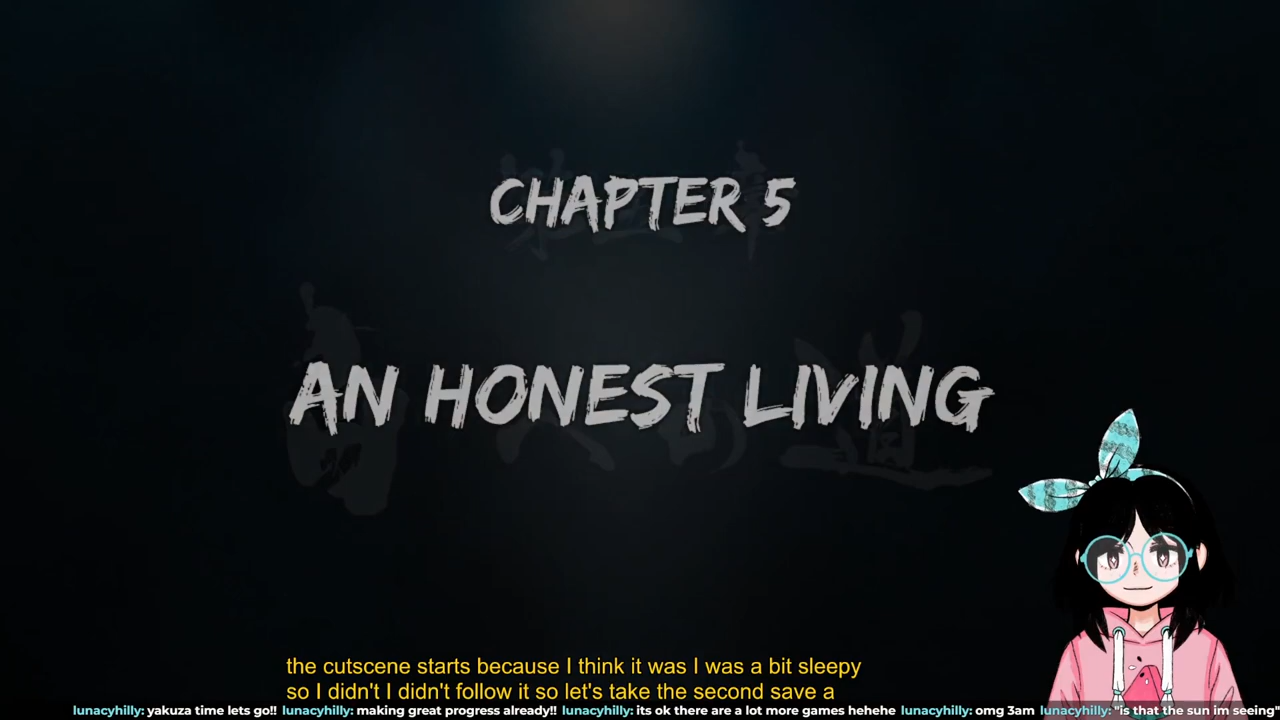 CHAPTER 5
AN HONEST LIVING
the cutscene starts because I think it was I was a bit sleepy
so I didn't I didn't follow it so let's take the second save a
lunacyhilly: yakuza time lets go!! lunacyhilly: making great progress already!! lunacyhilly: its ok there are a lot more games hehehe lunacyhilly: omg 3am lunacyhilly: "is that the sun im seeing"